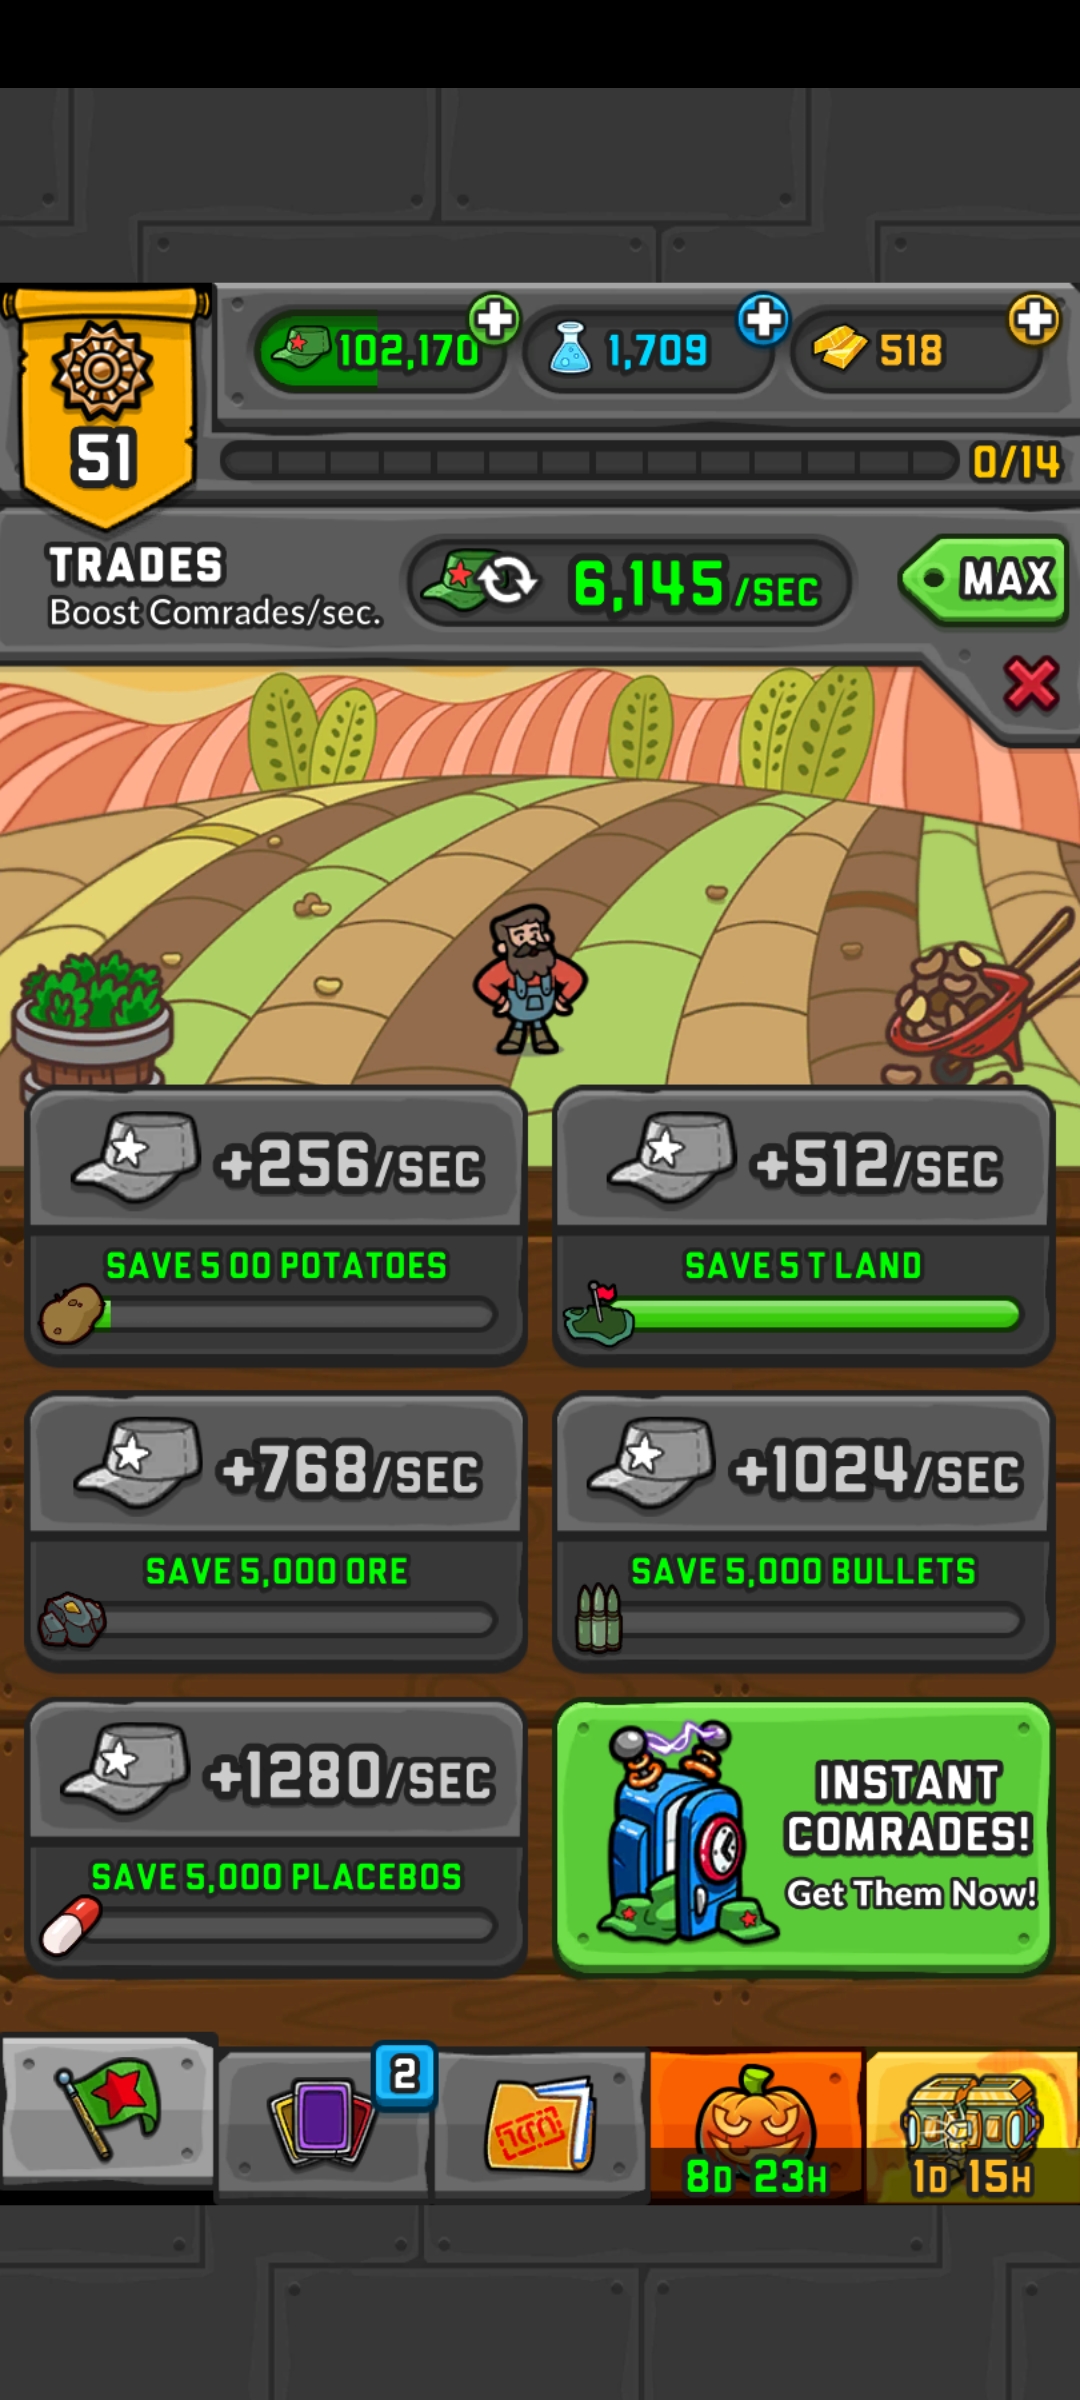 102,170
1,709
518
51
0/14
TRADES
Boost Comrades/sec.
6,145/SEC
MAX
+256/SEC
+512/SEC
SAVE 5 00 POTATOES
SAVE 5 T LAND
+768/SEC
+1024/SEC
SAVE 5,000 ORE
SAVE 5,000 BULLETS
+1280/SEC
INSTANT
COMRADES!
Get Them Now!
SAVE 5,000 PLACEBOS
2
8D 23H
1D 15H